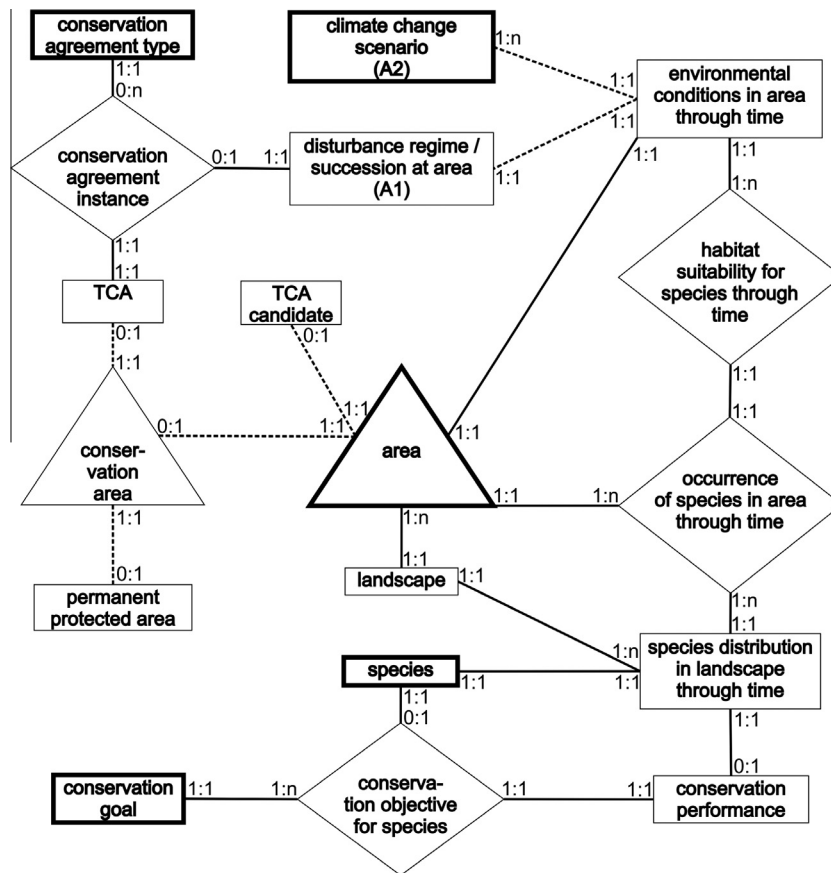 conservation
agreement type
1:1
0:n
climate change
scenario
(A2)
1:n
environmental
conditions in area
through time
1:1
1:1
1:1
1:1
1:n
conservation
agreement
instance
0:1
1:1
disturbance regime /
succession at area
(A1)
1:1
1:1
1:1
TCA
0:1
1:1
TCA
candidate
0:1
1:1
habitat
suitability for
species through
time
1:1
1:1
conser-
vation
area
0:1
1:1
area
1:1
1:1
1:n
occurrence
of species in area
through time
1:n
1:1
1:1
0:1
permanent
protected area
1:n
1:1
landscape
1:1
1:n
species distribution
in landscape
through time
species
1:1
1:1
1:1
0:1
1:1
0:1
conservation
goal
1:1
1:n
conserva-
tion objective
for species
1:1
1:1
conservation
performance